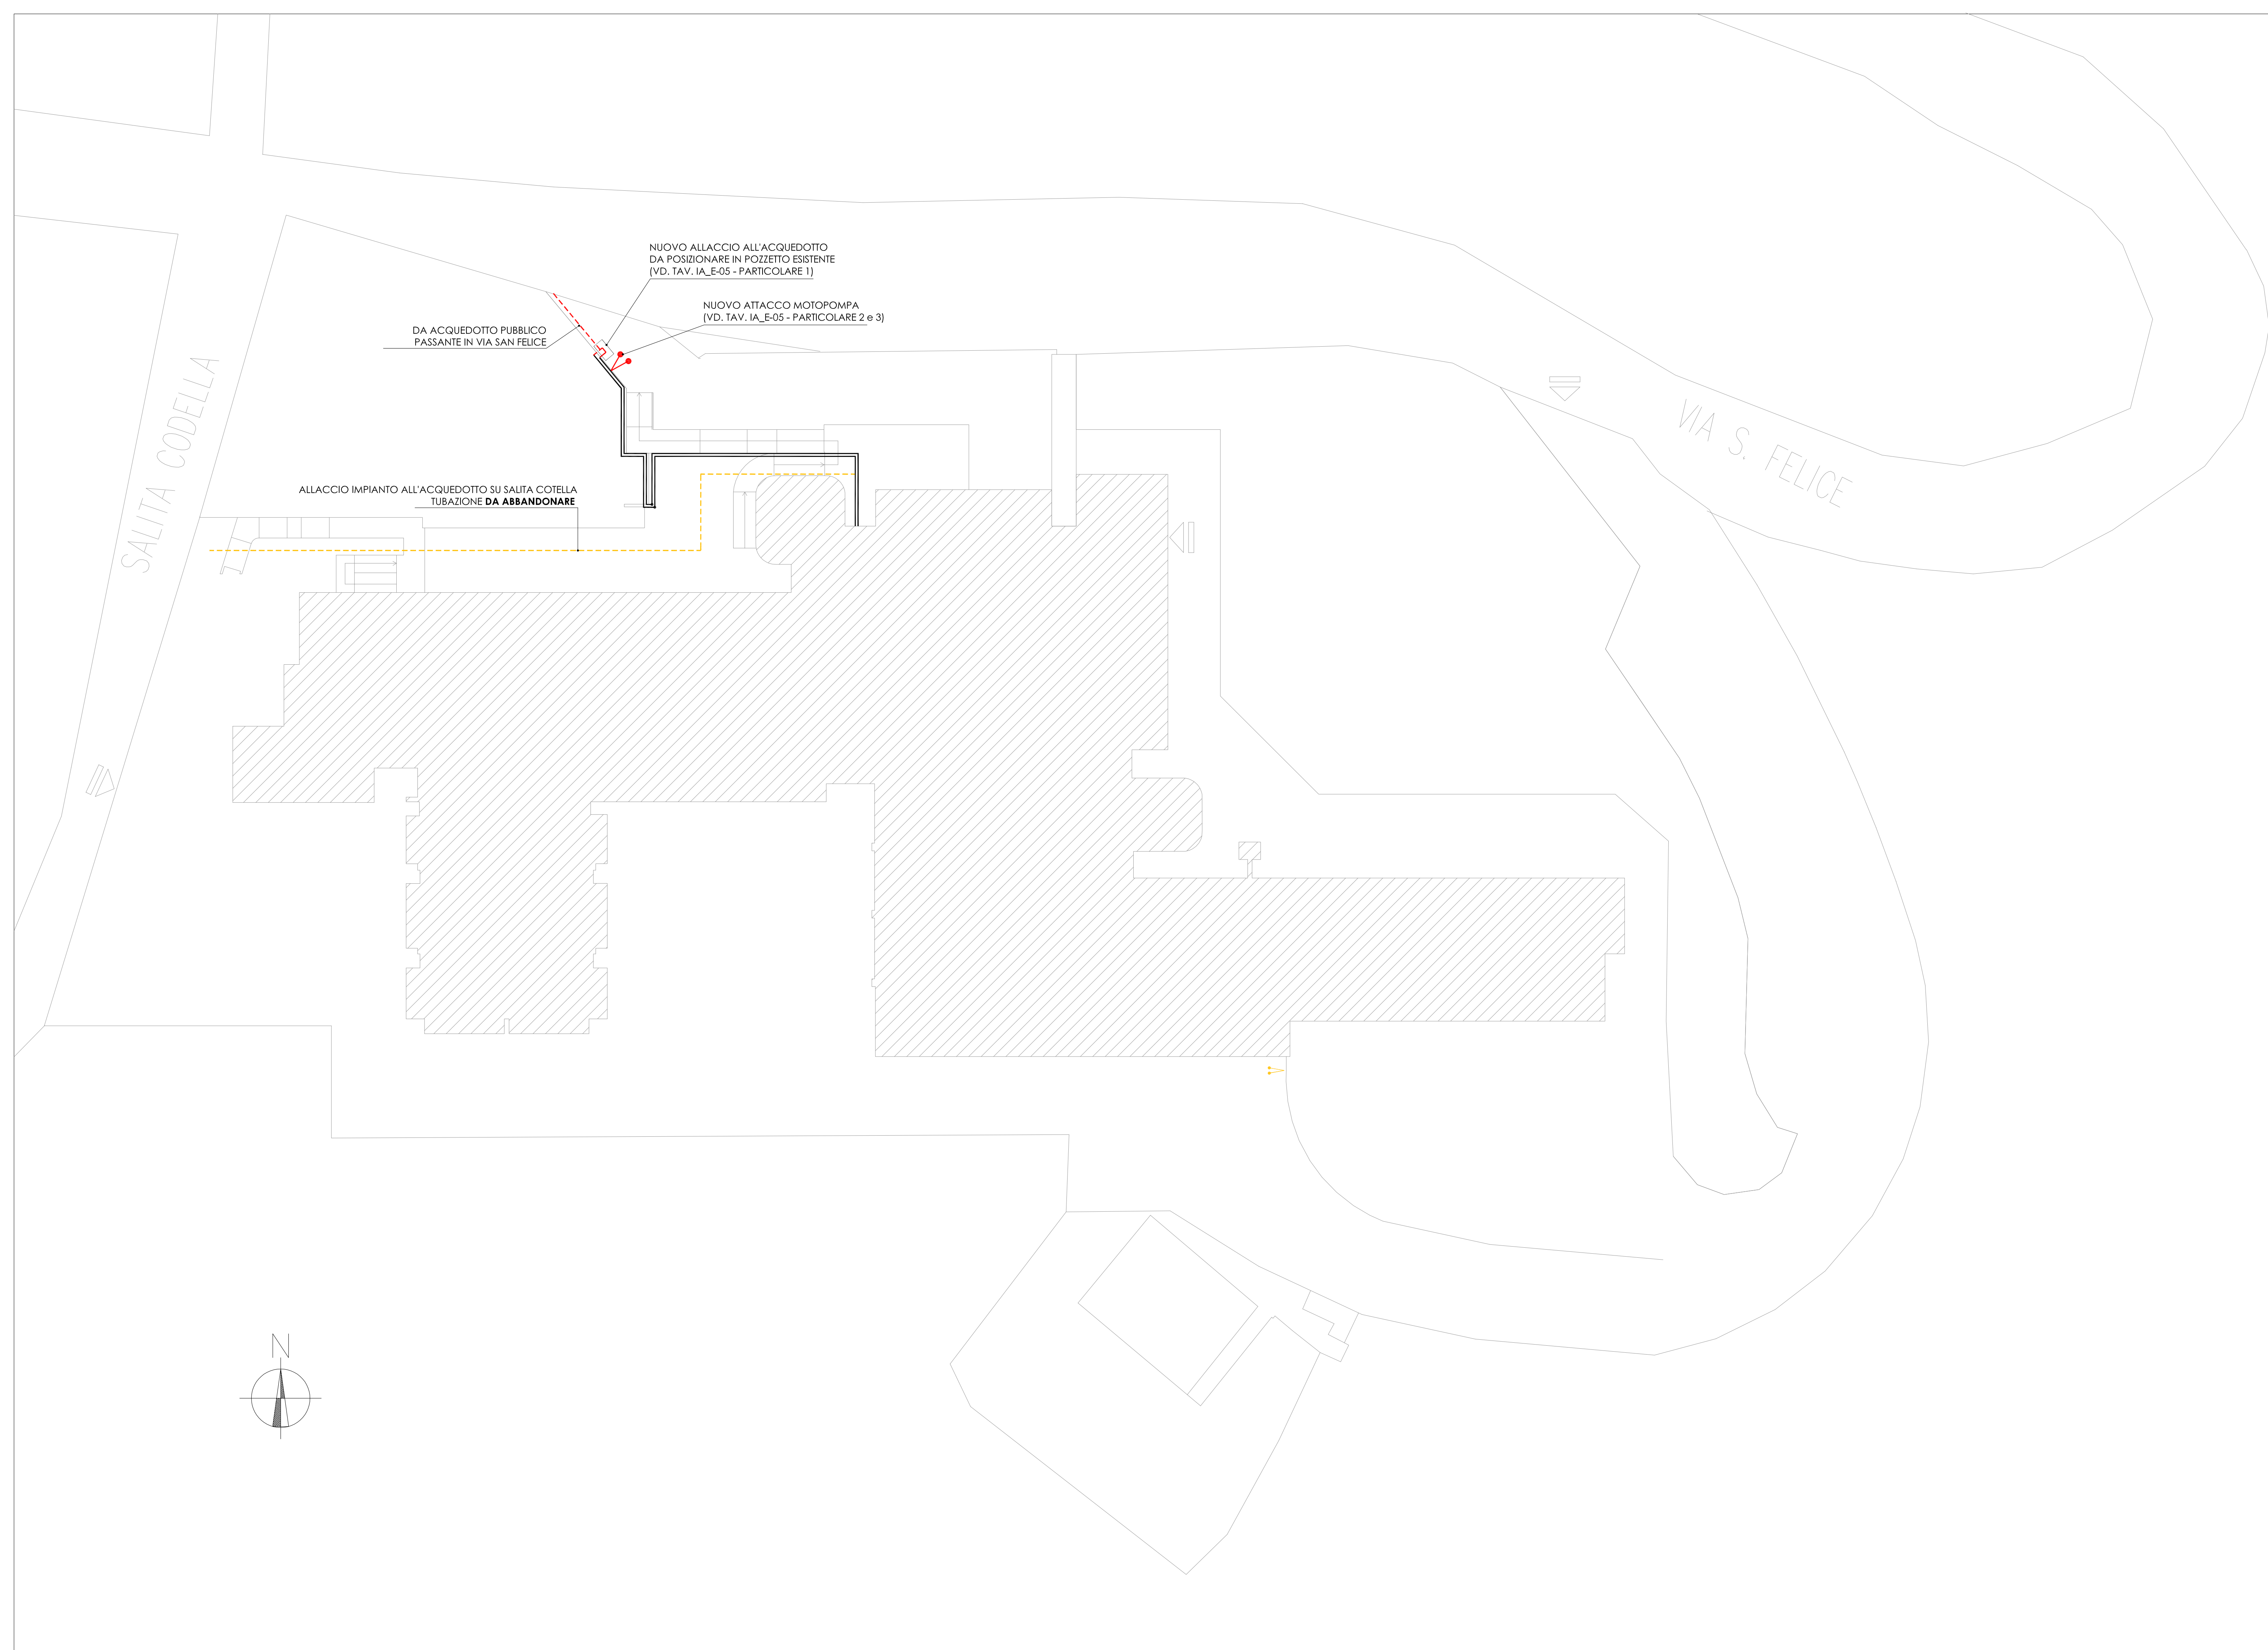 NUOVO ALLACCIO ALL'ACQUEDOTTO
DA POSIZIONARE IN POZZETTO ESISTENTE
(VD. TAV. IA_E-05 - PARTICOLARE 1)
NUOVO ATTACCO MOTOPOMPA
(VD. TAV. IA_E-05 - PARTICOLARE 2 e 3)
DA ACQUEDOTTO PUBBLICO
PASSANTE IN VIA SAN FELICE
SALITA CODELLA
VIA S. FELICE
ALLACCIO IMPIANTO ALL'ACQUEDOTTO SU SALITA COTELLA
TUBAZIONE DA ABBANDONARE
N